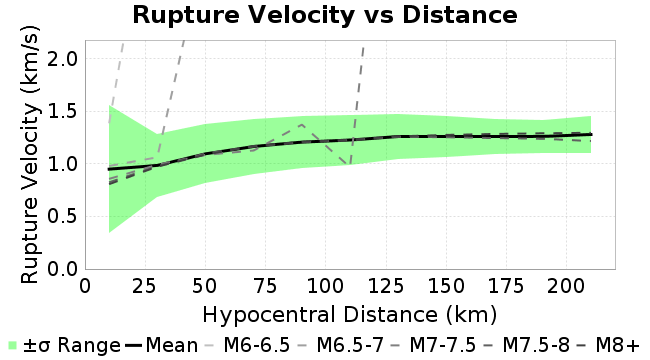 Rupture Velocity vs Distance
Rupture Velocity (km/s)
2.0
1.5
1.0
0.5
0.0
0 25 50 75 100 125 150 175 200
Hypocentral Distance (km)
±σ Range Mean M6-6.5 M6.5-7 M7-7.5 M7.5-8 M8+